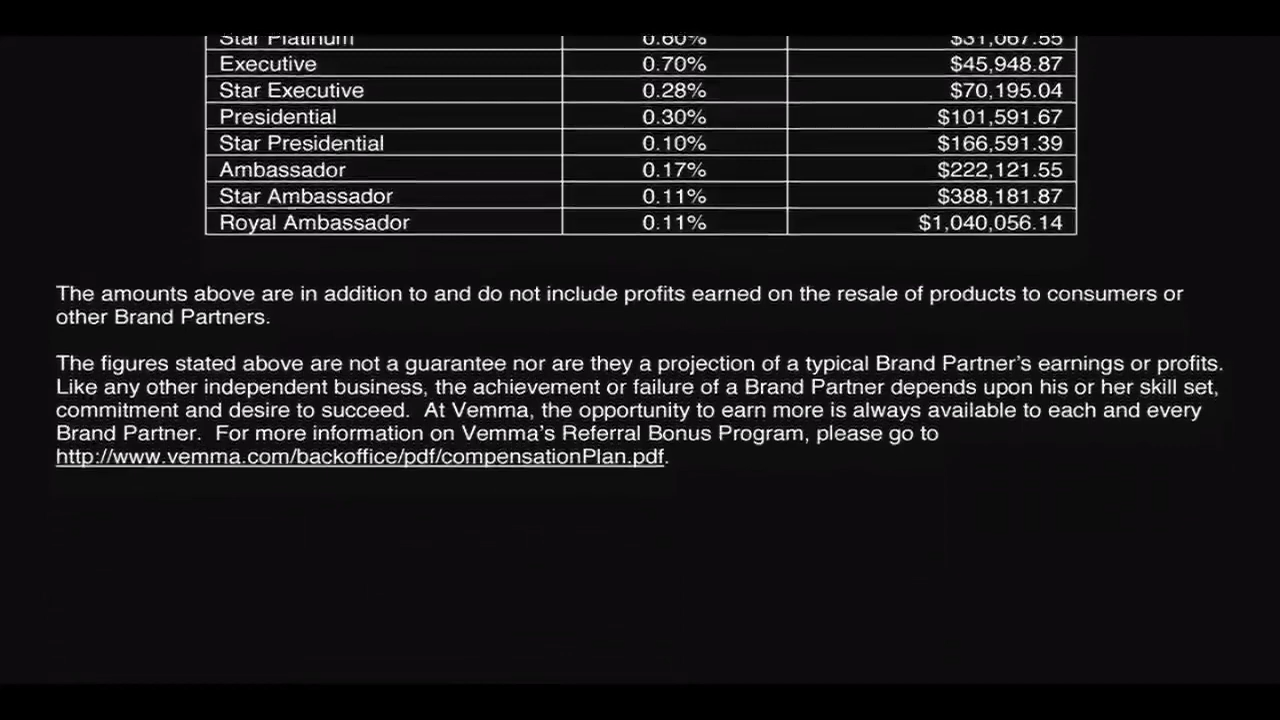 Star Platinum 0.60% $31,067.55
Executive 0.70% $45,948.87
Star Executive 0.28% $70,195.04
Presidential 0.30% $101,591.67
Star Presidential 0.10% $166,591.39
Ambassador 0.17% $222,121.55
Star Ambassador 0.11% $388,181.87
Royal Ambassador 0.11% $1,040,056.14
The amounts above are in addition to and do not include profits earned on the resale of products to consumers or
other Brand Partners.
The figures stated above are not a guarantee nor are they a projection of a typical Brand Partner's earnings or profits.
Like any other independent business, the achievement or failure of a Brand Partner depends upon his or her skill set,
commitment and desire to succeed. At Vemma, the opportunity to earn more is always available to each and every
Brand Partner. For more information on Vemma's Referral Bonus Program, please go to
http://www.vemma.com/backoffice/pdf/compensationPlan.pdf.